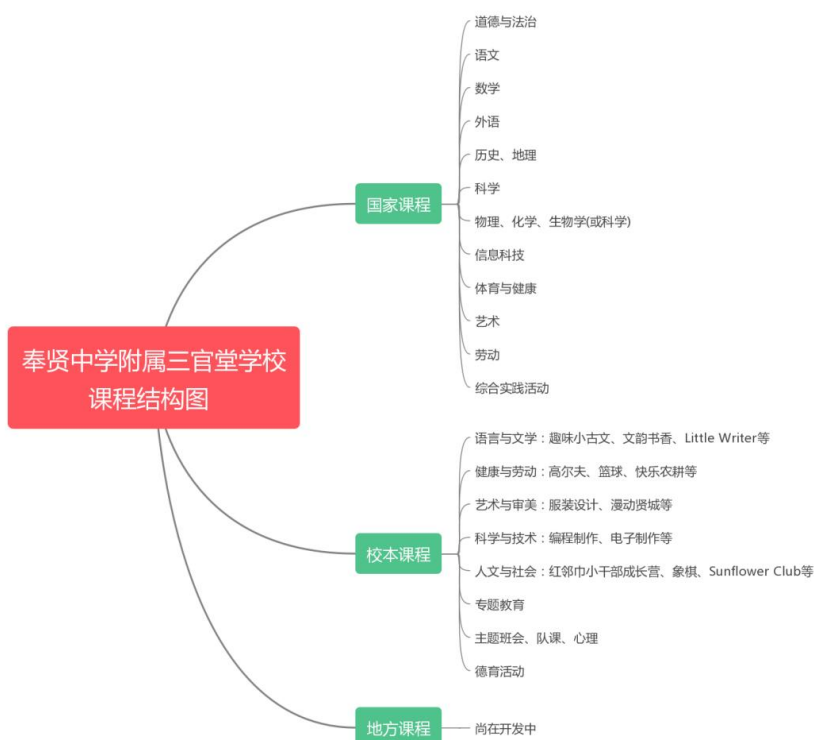 奉贤中学附属三官堂学校
课程结构图
国家课程
道德与法治
语文
数学
外语
历史、地理
科学
物理、化学、生物学(或科学)
信息科技
体育与健康
艺术
劳动
综合实践活动
校本课程
语言与文学：趣味小古文、文韵书香、Little Writer等
健康与劳动：高尔夫、篮球、快乐农耕等
艺术与审美：服装设计、漫动贤城等
科学与技术：编程制作、电子制作等
人文与社会：红邻巾小干部成长营、象棋、Sunflower Club等
专题教育
主题班会、队课、心理
德育活动
地方课程
尚在开发中